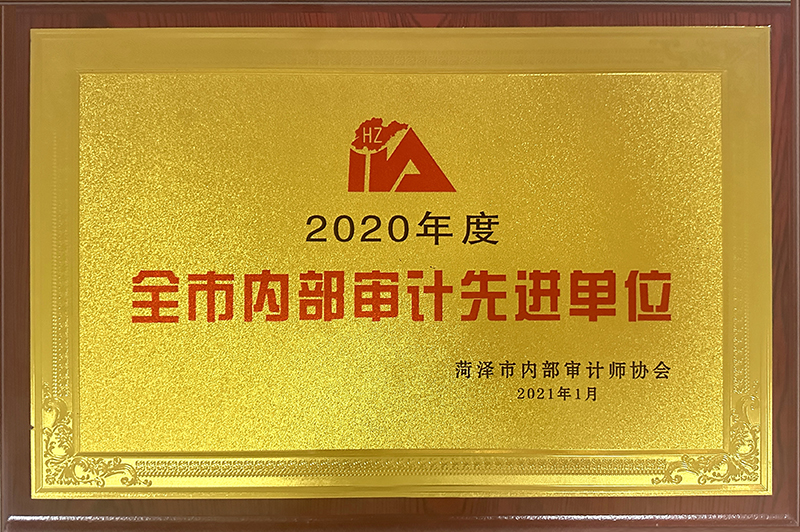 HZ
IIA
2020年度
全市内部审计先进单位
菏泽市内部审计师协会
2021年1月